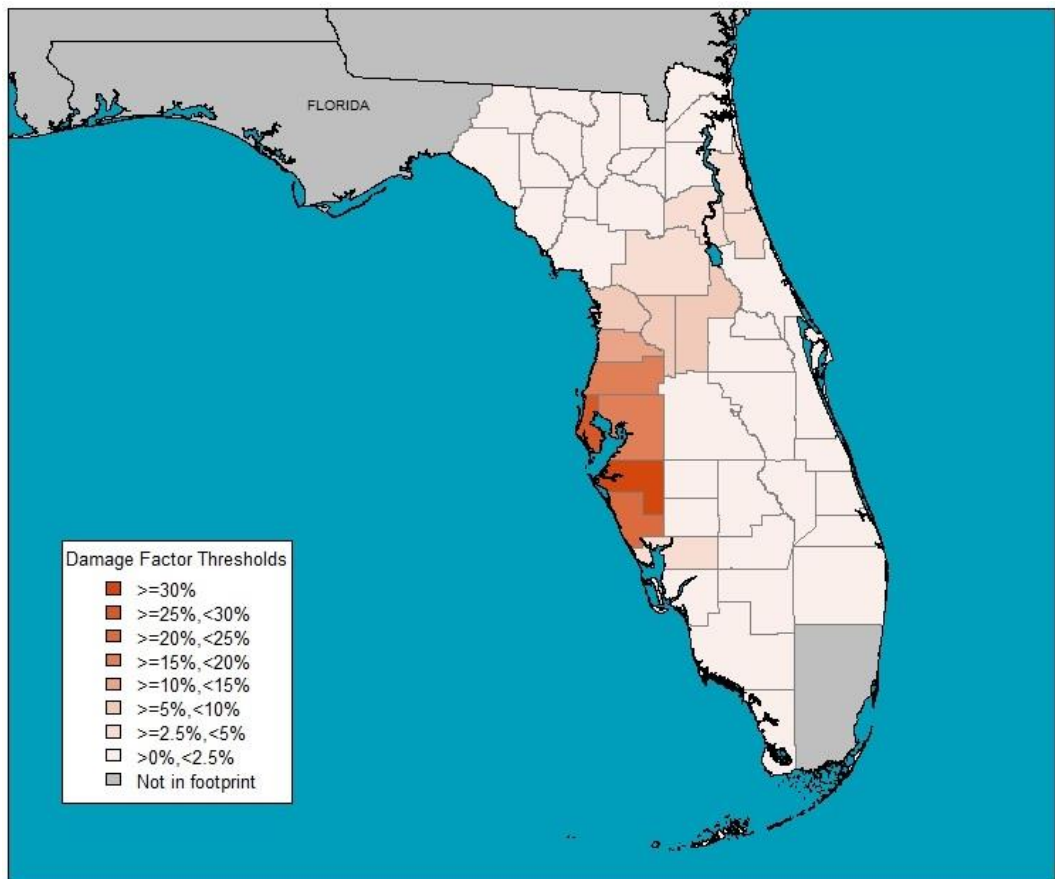 FLORIDA
Damage Factor Thresholds
>=30%
>=25%,<30%
>=20%,<25%
>=15%,<20%
>=10%,<15%
>=5%,<10%
>=2.5%,<5%
>0%,<2.5%
Not in footprint